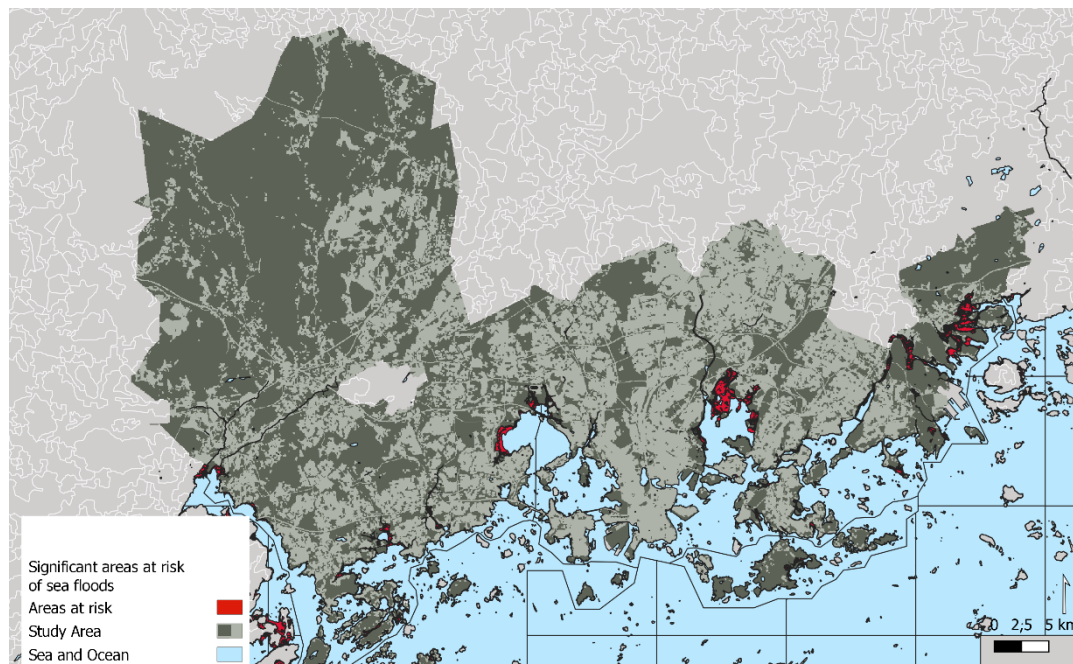 Significant areas at risk
of sea floods
Areas at risk
Study Area
Sea and Ocean
0 2,5 5 km